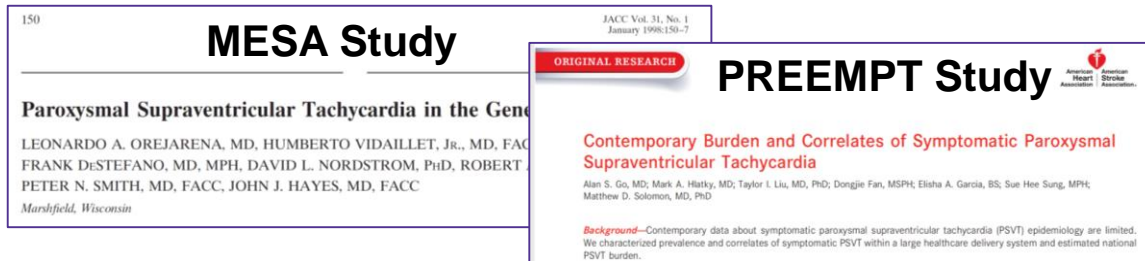 150
JACC Vol. 31, No. 1
January 1998:150–7
MESA Study
Paroxysmal Supraventricular Tachycardia in the Gene
LEONARDO A. OREJARENA, MD, HUMBERTO VIDAILLET, JR., MD, FAC
FRANK DESTEFANO, MD, MPH, DAVID L. NORDSTROM, PHD, ROBERT
PETER N. SMITH, MD, FACC, JOHN J. HAYES, MD, FACC
Marshfield, Wisconsin
ORIGINAL RESEARCH
PREEMPT Study
American Heart Association
American Stroke Association
Contemporary Burden and Correlates of Symptomatic Paroxysmal
Supraventricular Tachycardia
Alan S. Go, MD; Mark A. Hlatky, MD; Taylor I. Liu, MD, PhD; Dongjie Fan, MSPH; Elisha A. Garcia, BS; Sue Hee Sung, MPH;
Matthew D. Solomon, MD, PhD
Background—Contemporary data about symptomatic paroxysmal supraventricular tachycardia (PSVT) epidemiology are limited.
We characterized prevalence and correlates of symptomatic PSVT within a large healthcare delivery system and estimated national
PSVT burden.